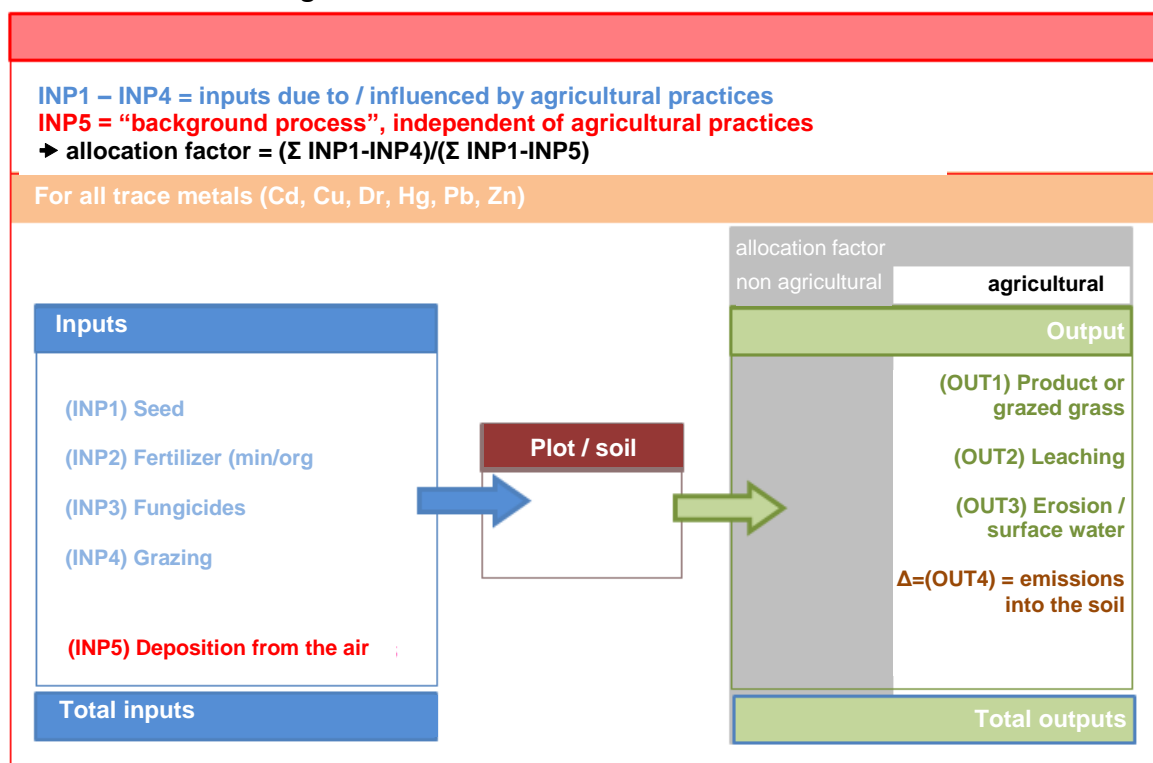 INP1 – INP4 = inputs due to / influenced by agricultural practices
INP5 = “background process”, independent of agricultural practices
➔ allocation factor = (Σ INP1-INP4)/(Σ INP1-INP5)
For all trace metals (Cd, Cu, Dr, Hg, Pb, Zn)
allocation factor
non agricultural
agricultural
Inputs
(INP1) Seed
(INP2) Fertilizer (min/org
(INP3) Fungicides
(INP4) Grazing
(INP5) Deposition from the air
Total inputs
Plot / soil
Output
(OUT1) Product or
grazed grass
(OUT2) Leaching
(OUT3) Erosion /
surface water
Δ=(OUT4) = emissions
into the soil
Total outputs